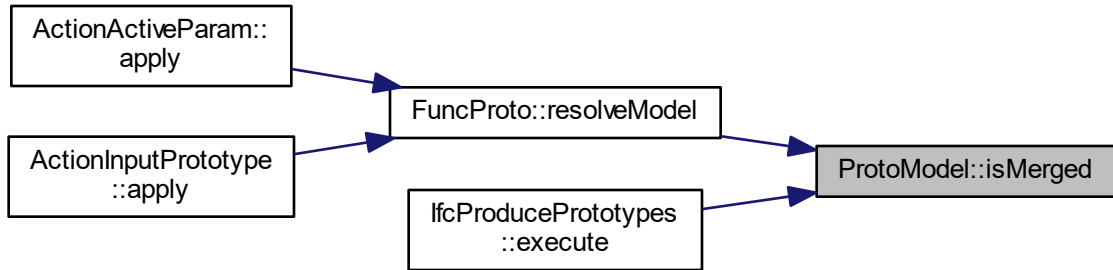 ActionActiveParam::
apply
ActionInputPrototype
::apply
FuncProto::resolveModel
IfcProducePrototypes
::execute
ProtoModel::isMerged